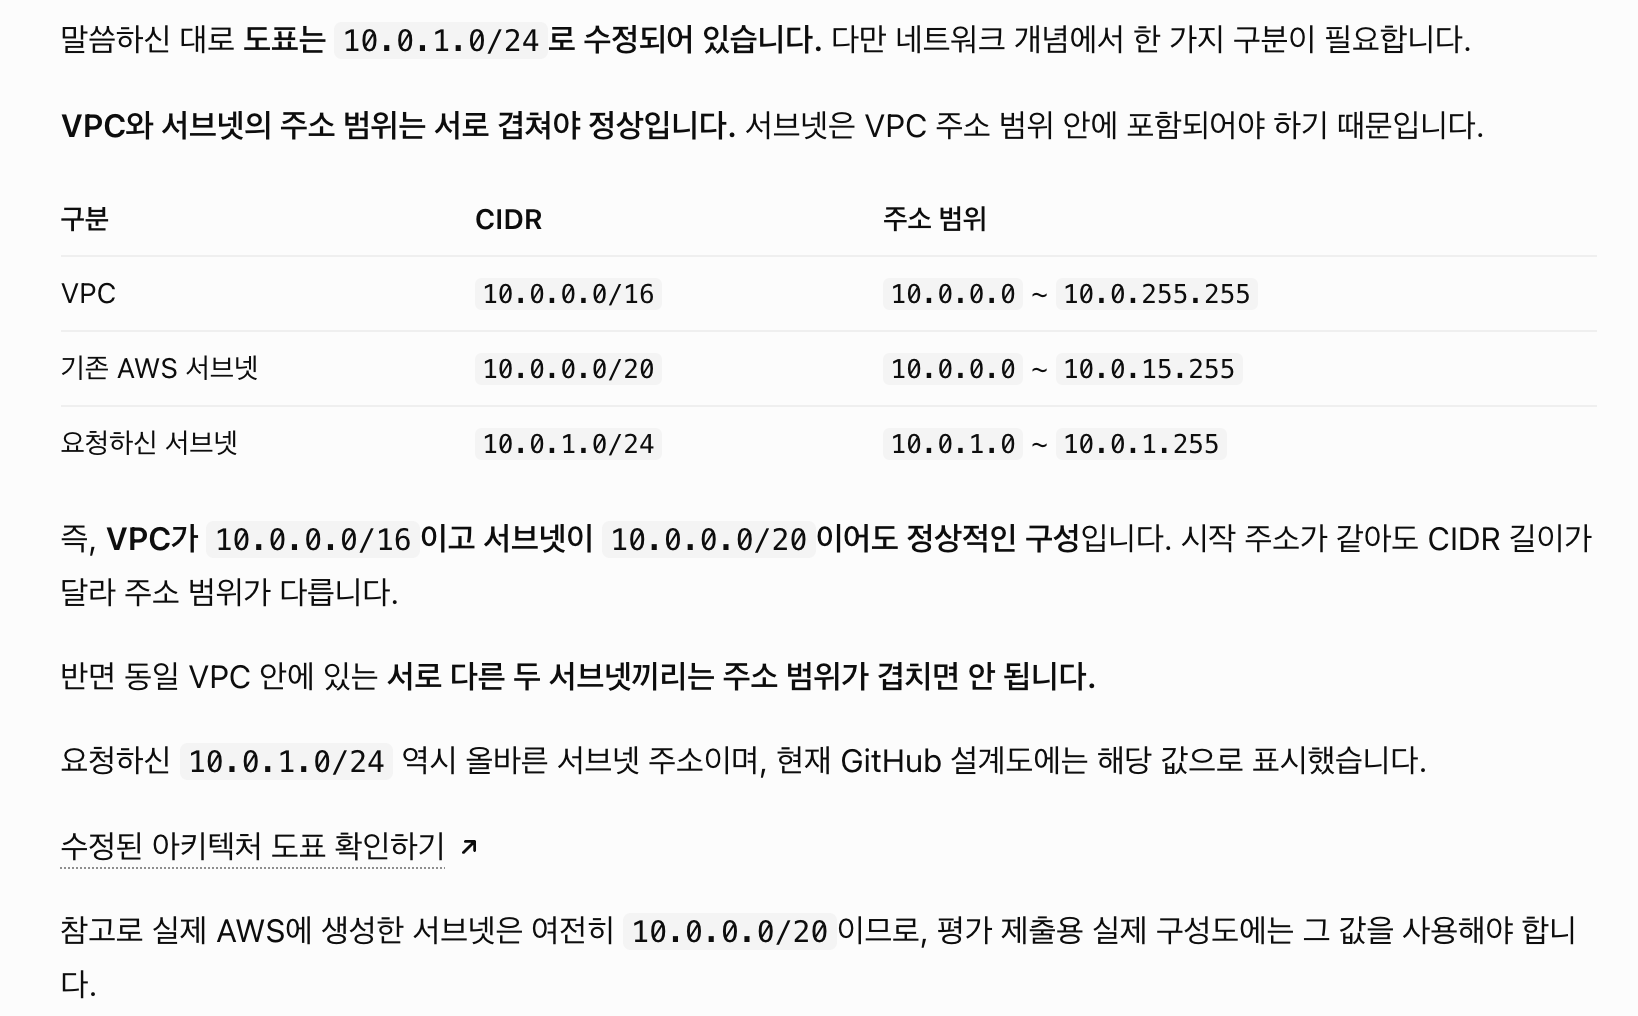 말씀하신 대로 도표는 10.0.1.0/24로 수정되어 있습니다. 다만 네트워크 개념에서 한 가지 구분이 필요합니다.
VPC와 서브넷의 주소 범위는 서로 겹쳐야 정상입니다. 서브넷은 VPC 주소 범위 안에 포함되어야 하기 때문입니다.
구분 CIDR 주소 범위
VPC 10.0.0.0/16 10.0.0.0 ~ 10.0.255.255
기존 AWS 서브넷 10.0.0.0/20 10.0.0.0 ~ 10.0.15.255
요청하신 서브넷 10.0.1.0/24 10.0.1.0 ~ 10.0.1.255
즉, VPC가 10.0.0.0/16이고 서브넷이 10.0.0.0/20이어도 정상적인 구성입니다. 시작 주소가 같아도 CIDR 길이가
달라 주소 범위가 다릅니다.
반면 동일 VPC 안에 있는 서로 다른 두 서브넷끼리는 주소 범위가 겹치면 안 됩니다.
요청하신 10.0.1.0/24 역시 올바른 서브넷 주소이며, 현재 GitHub 설계도에는 해당 값으로 표시했습니다.
수정된 아키텍처 도표 확인하기 ↗
참고로 실제 AWS에 생성한 서브넷은 여전히 10.0.0.0/20이므로, 평가 제출용 실제 구성도에는 그 값을 사용해야 합니
다.